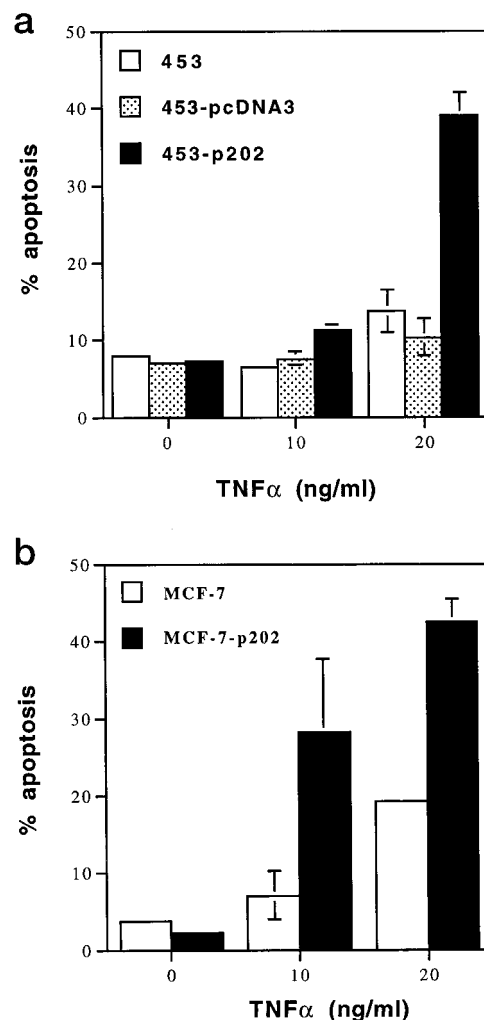 a
50
40
30
20
10
0
% apoptosis
453
453-pcDNA3
453-p202
0 10 20
TNFα (ng/ml)
b
50
40
30
20
10
0
% apoptosis
MCF-7
MCF-7-p202
0 10 20
TNFα (ng/ml)